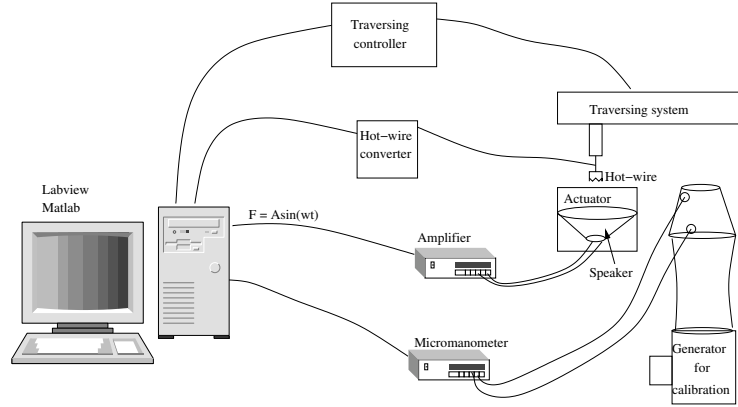 Traversing
controller
Traversing system
Hot-wire
converter
Hot-wire
Labview
Matlab
Actuator
F = Asin(wt)
Amplifier
Speaker
Micromanometer
Generator
for
calibration